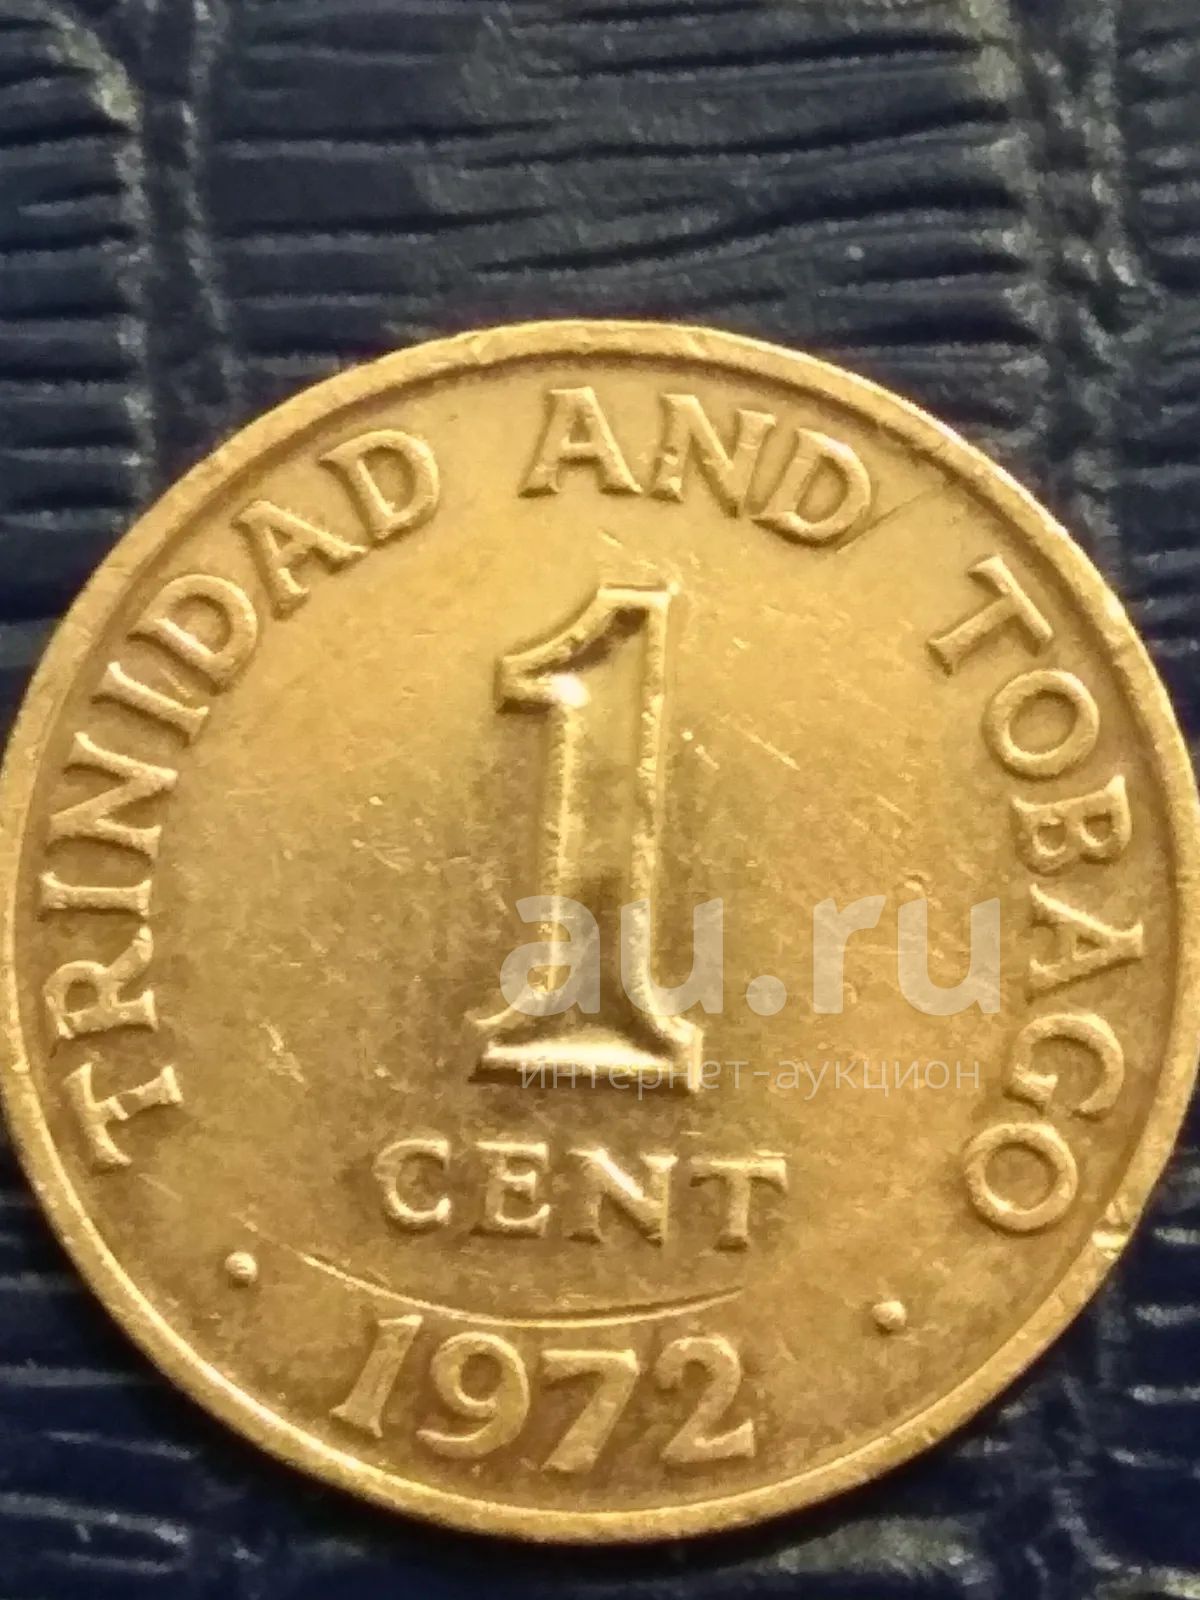 TRINIDAD AND TOBAGO
1
CENT
• 1972 •
au.ru
интернет-аукцион